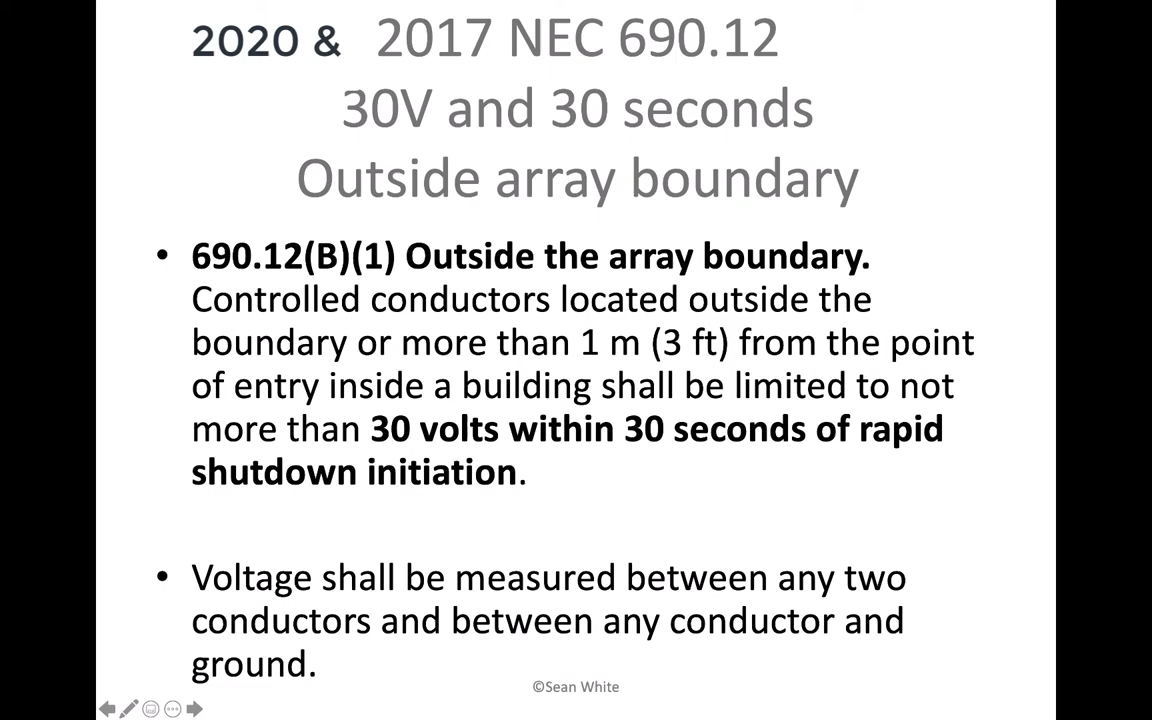 2020 & 2017 NEC 690.12
30V and 30 seconds
Outside array boundary
• 690.12(B)(1) Outside the array boundary.
Controlled conductors located outside the
boundary or more than 1 m (3 ft) from the point
of entry inside a building shall be limited to not
more than 30 volts within 30 seconds of rapid
shutdown initiation.
• Voltage shall be measured between any two
conductors and between any conductor and
ground.
©Sean White